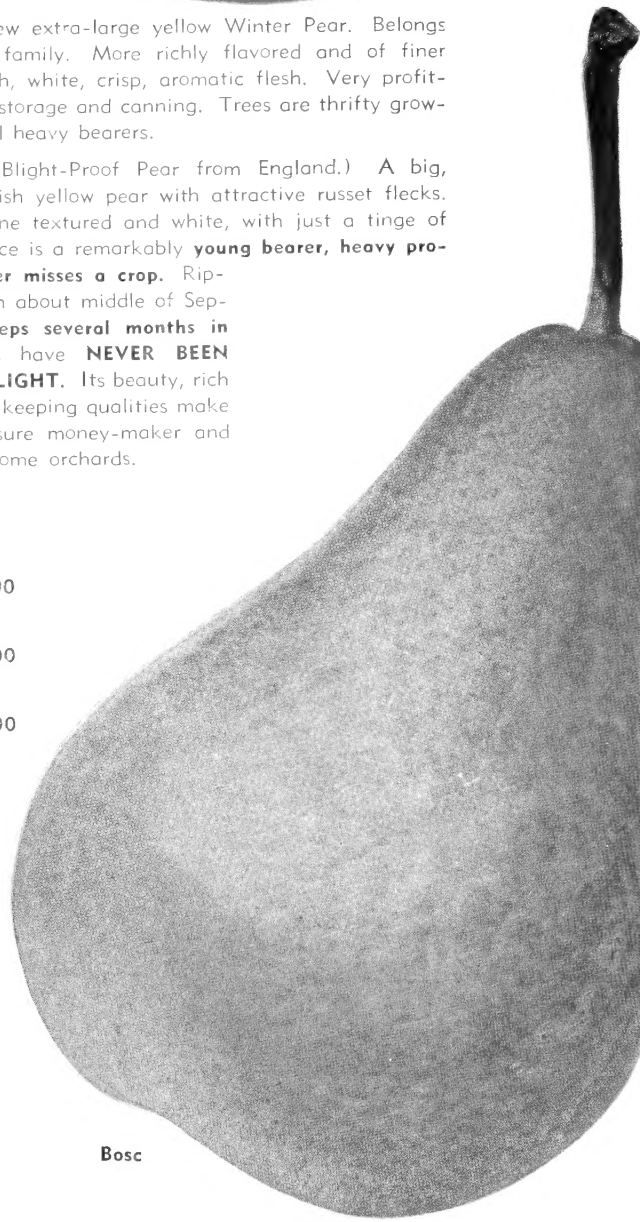 ew extra-large yellow Winter Pear. Belongs
family. More richly flavored and of finer
h, white, crisp, aromatic flesh. Very profit-
storage and canning. Trees are thrifty grow-
l heavy bearers.
Blight-Proof Pear from England.) A big,
ish yellow pear with attractive russet flecks.
ne textured and white, with just a tinge of
ce is a remarkably young bearer, heavy pro-
er misses a crop. Rip-
n about middle of Sep-
eps several months in
have NEVER BEEN
LIGHT. Its beauty, rich
keeping qualities make
sure money-maker and
ome orchards.
00
00
00
Bosc